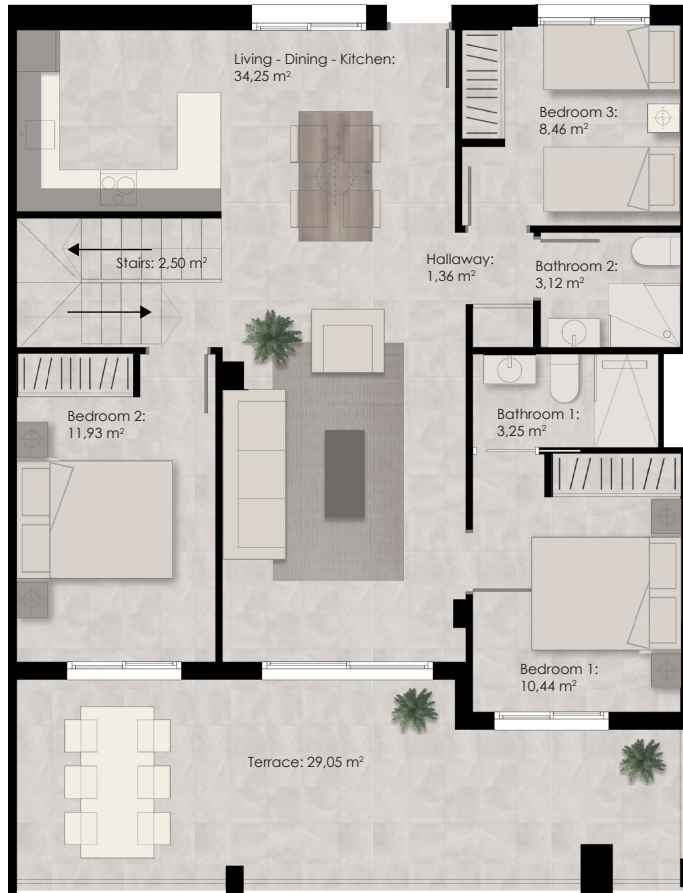 Living - Dining - Kitchen:
34,25 m²
Bedroom 3:
8,46 m²
Stairs: 2,50 m²
Hallaway:
1,36 m²
Bathroom 2:
3,12 m²
Bedroom 2:
11,93 m²
Bathroom 1:
3,25 m²
Bedroom 1:
10,44 m²
Terrace: 29,05 m²